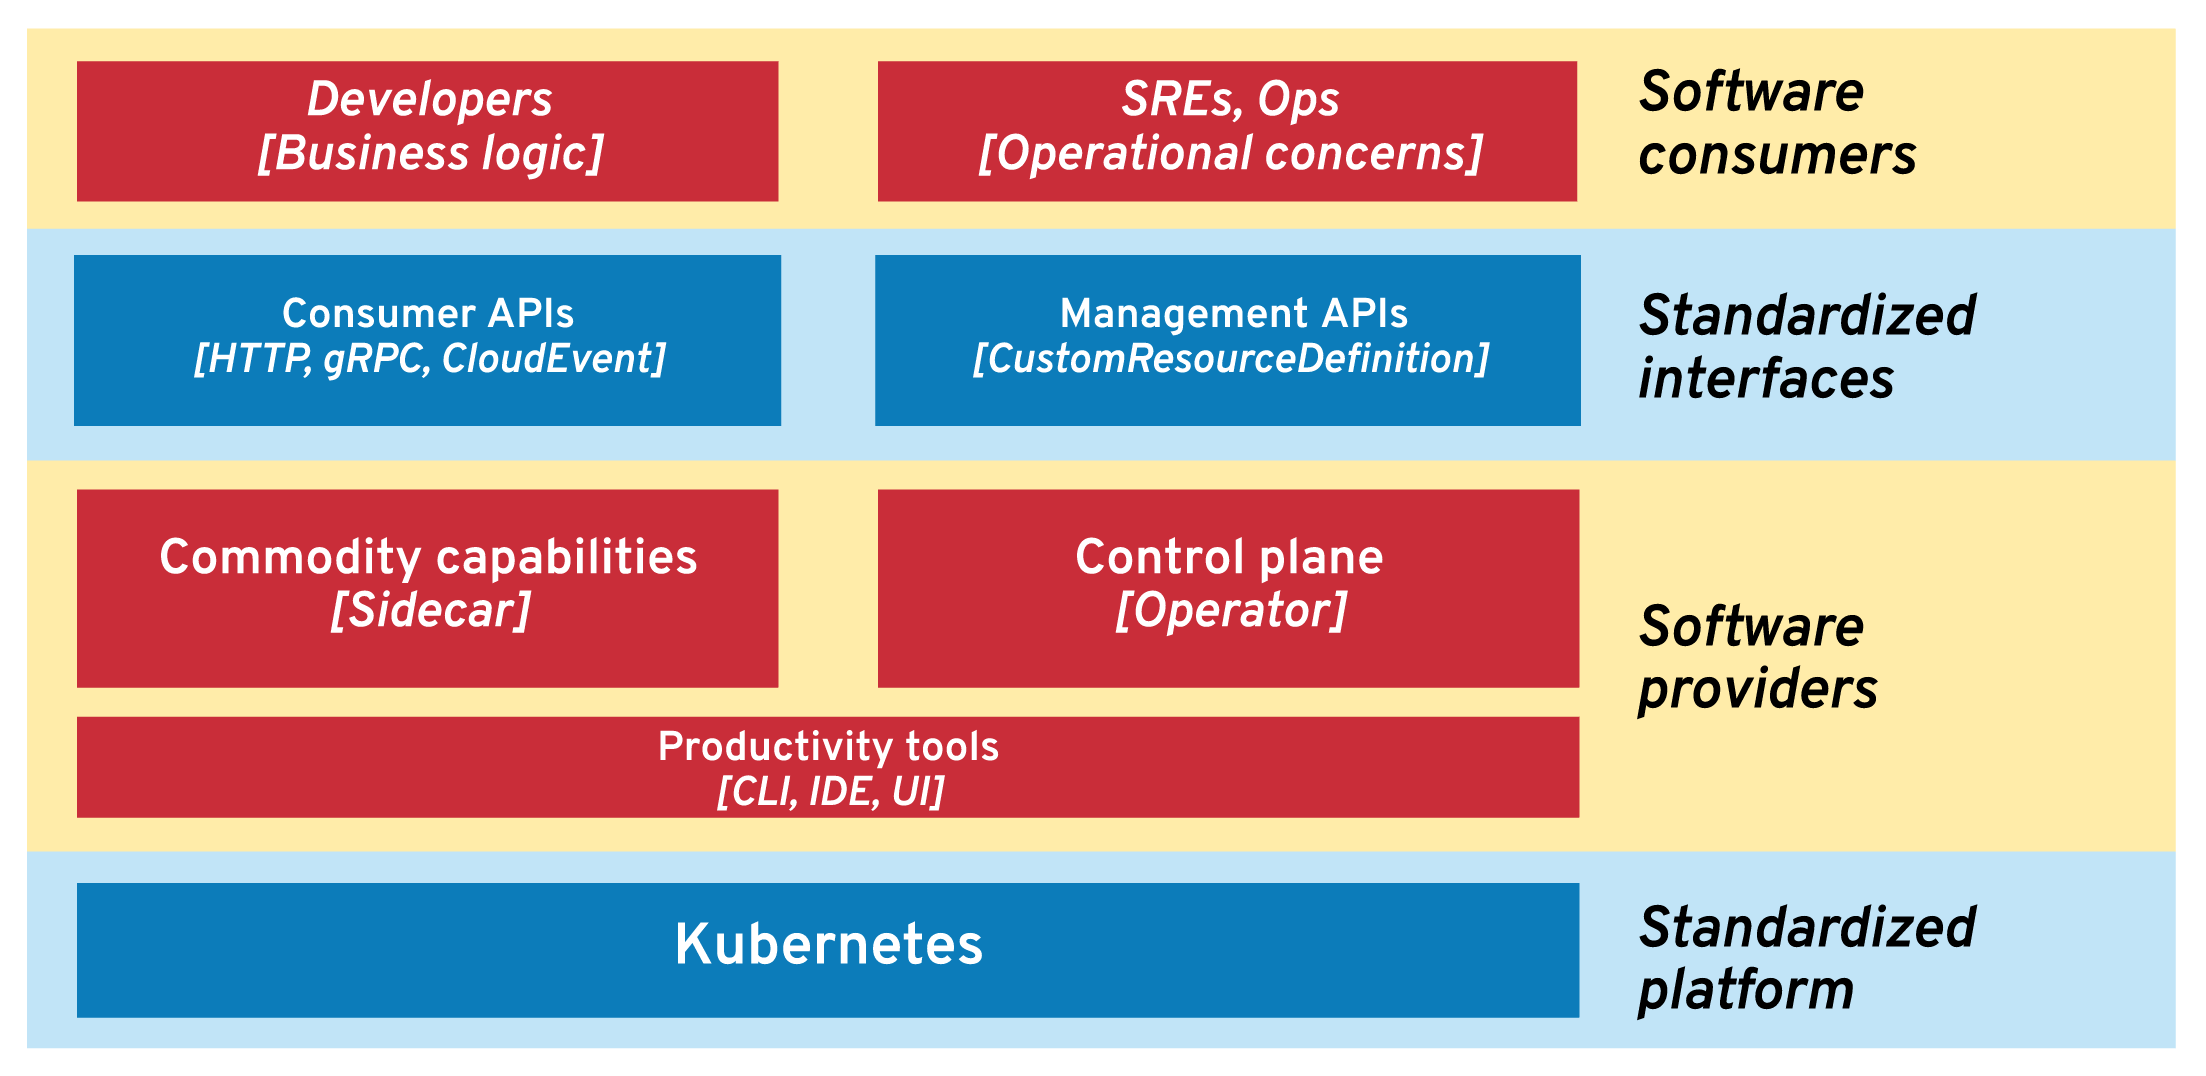 Developers
[Business logic]
SREs, Ops
[Operational concerns]
Software
consumers
Consumer APIs
[HTTP, gRPC, CloudEvent]
Management APIs
[CustomResourceDefinition]
Standardized
interfaces
Commodity capabilities
[Sidecar]
Control plane
[Operator]
Productivity tools
[CLI, IDE, UI]
Software
providers
Kubernetes
Standardized
platform